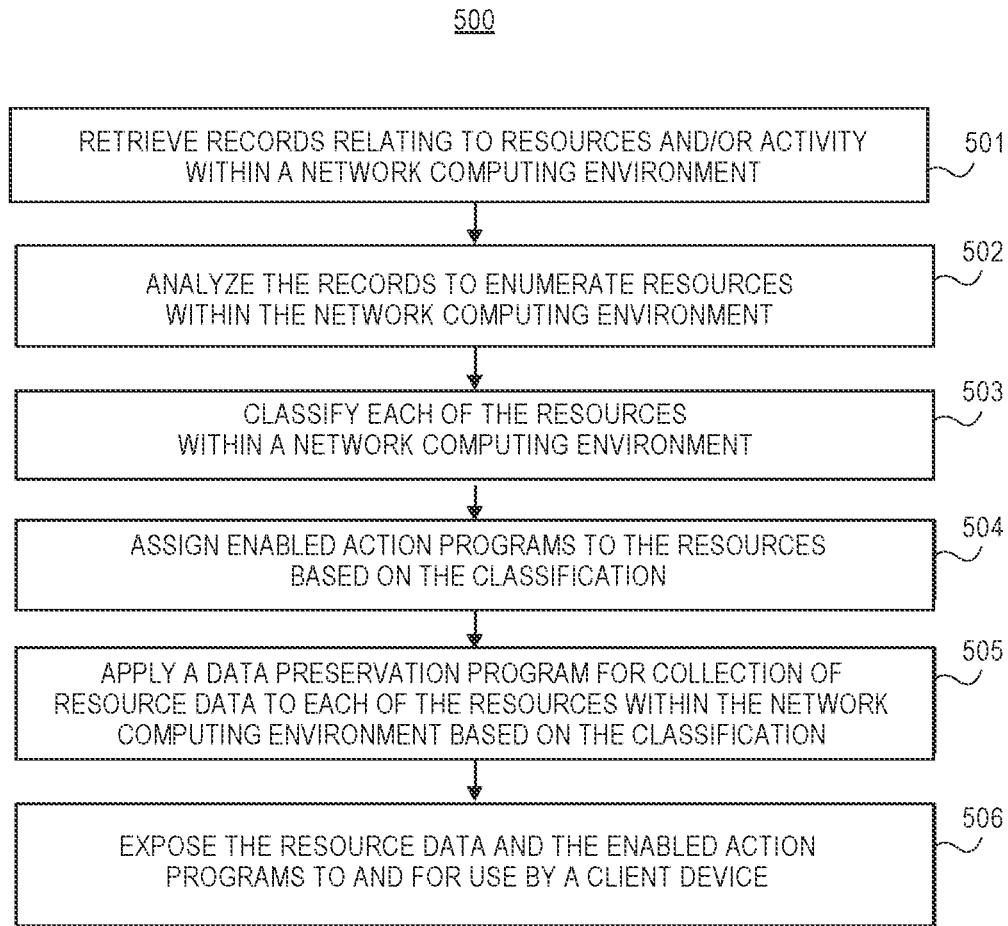 500
RETRIEVE RECORDS RELATING TO RESOURCES AND/OR ACTIVITY
WITHIN A NETWORK COMPUTING ENVIRONMENT
501
ANALYZE THE RECORDS TO ENUMERATE RESOURCES
WITHIN THE NETWORK COMPUTING ENVIRONMENT
502
CLASSIFY EACH OF THE RESOURCES
WITHIN A NETWORK COMPUTING ENVIRONMENT
503
ASSIGN ENABLED ACTION PROGRAMS TO THE RESOURCES
BASED ON THE CLASSIFICATION
504
APPLY A DATA PRESERVATION PROGRAM FOR COLLECTION OF
RESOURCE DATA TO EACH OF THE RESOURCES WITHIN THE NETWORK
COMPUTING ENVIRONMENT BASED ON THE CLASSIFICATION
505
EXPOSE THE RESOURCE DATA AND THE ENABLED ACTION
PROGRAMS TO AND FOR USE BY A CLIENT DEVICE
506